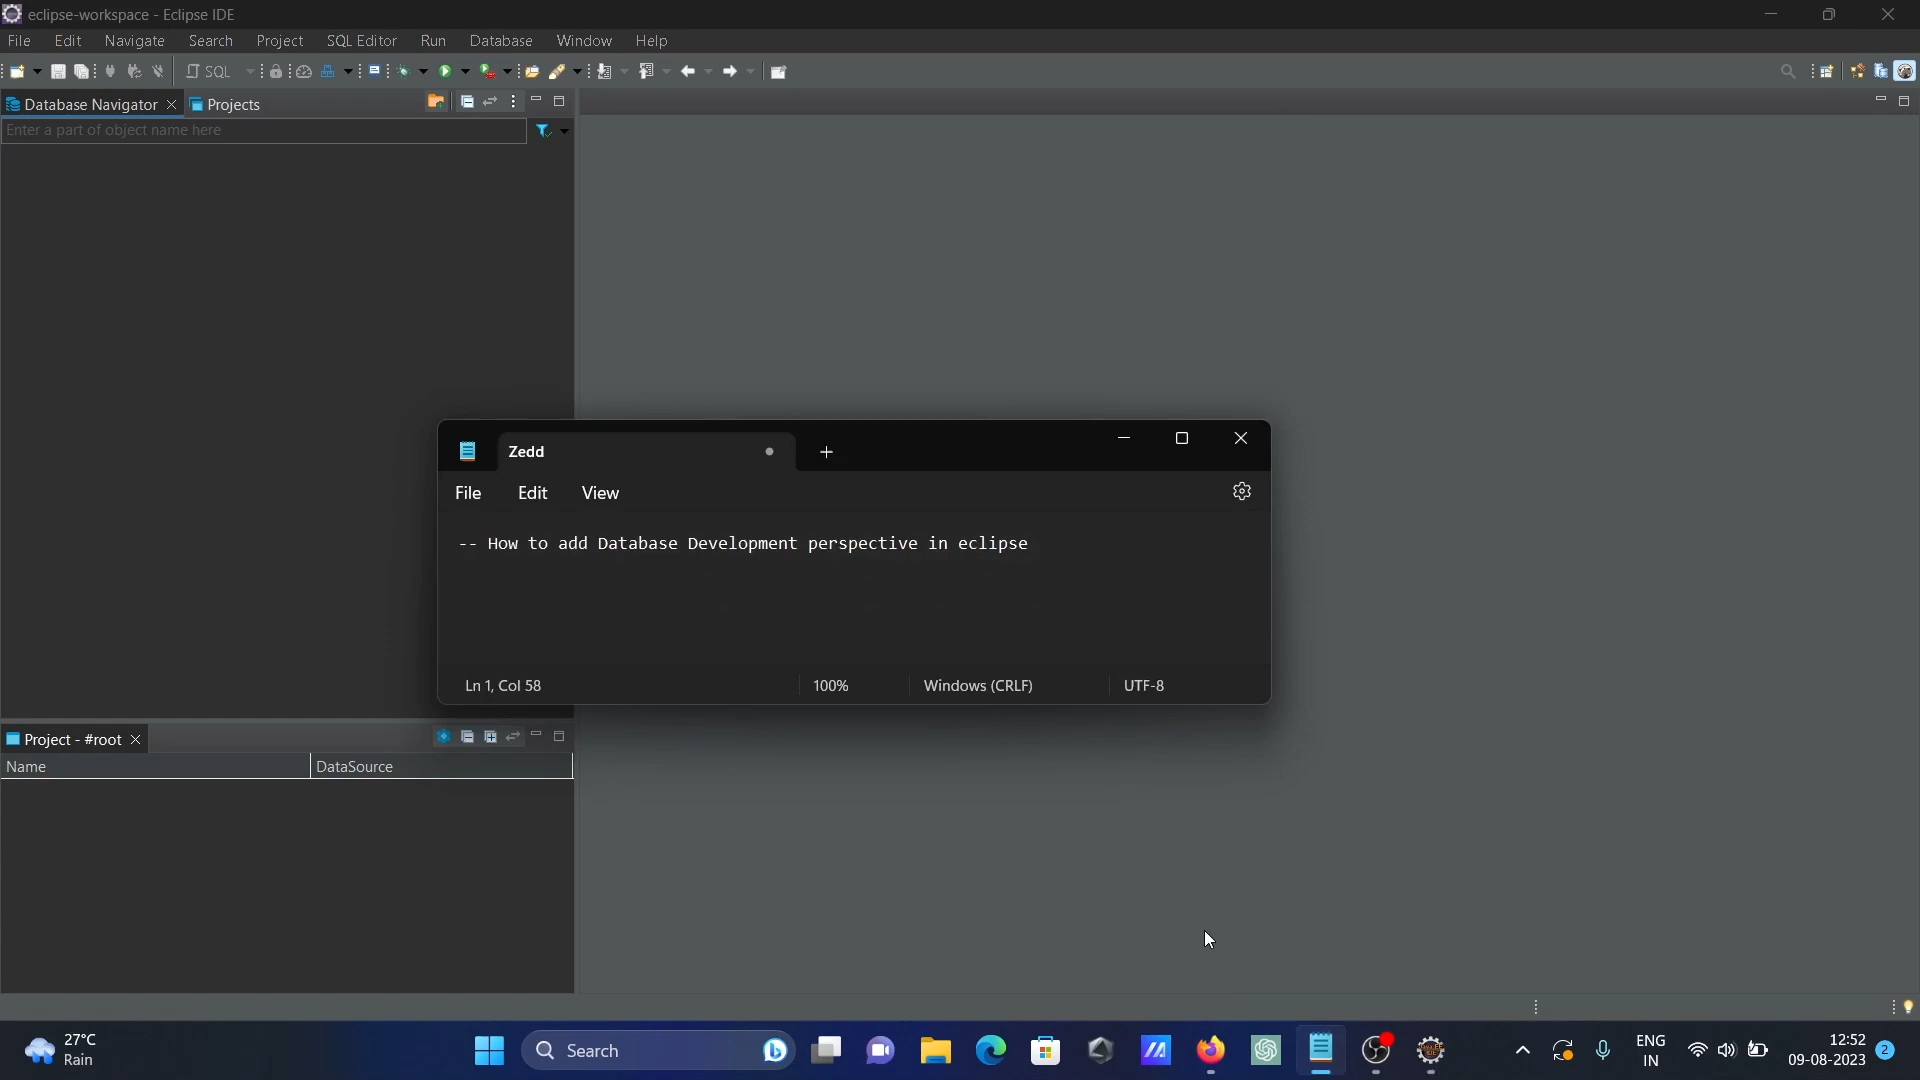 eclipse-workspace - Eclipse IDE
File Edit Navigate Search Project SQL Editor Run Database Window Help
SQL
Database Navigator Projects
Enter a part of object name here
Zedd
File Edit View
-- How to add Database Development perspective in eclipse
Ln 1, Col 58 100% Windows (CRLF) UTF-8
Project - #root
Name DataSource
27°C
Rain
Search
ENG
IN
12:52
09-08-2023
2